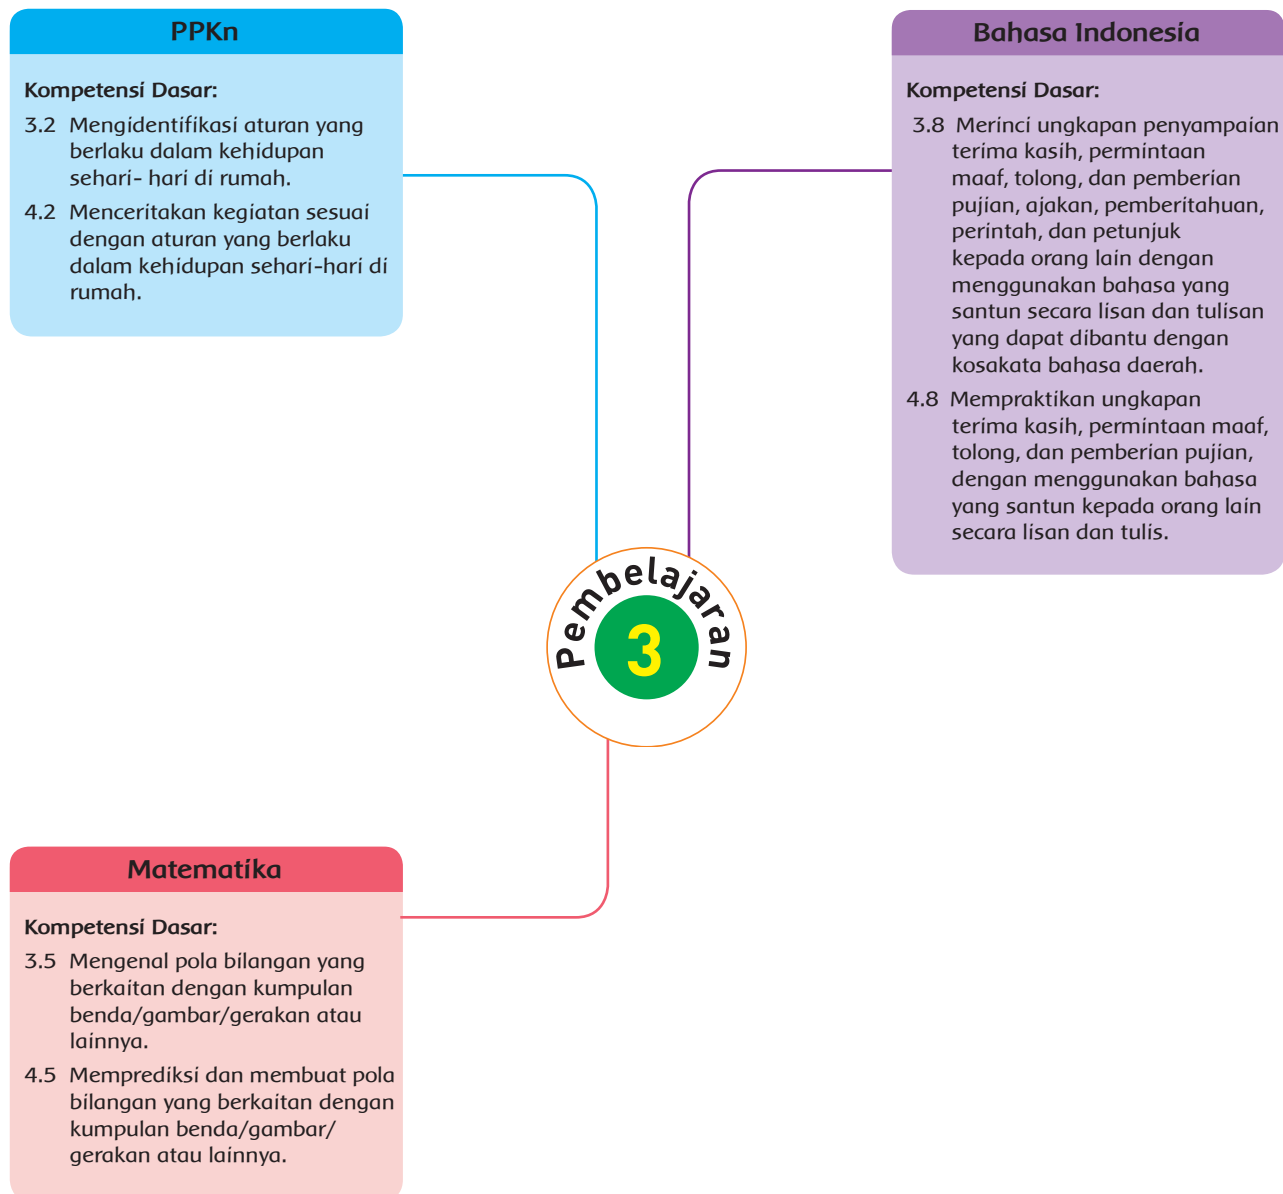 PPKn
Kompetensi Dasar:
3.2 Mengidentifikasi aturan yang
berlaku dalam kehidupan
sehari- hari di rumah.
4.2 Menceritakan kegiatan sesuai
dengan aturan yang berlaku
dalam kehidupan sehari-hari di
rumah.
Bahasa Indonesia
Kompetensi Dasar:
3.8 Merinci ungkapan penyampaian
terima kasih, permintaan
maaf, tolong, dan pemberian
pujian, ajakan, pemberitahuan,
perintah, dan petunjuk
kepada orang lain dengan
menggunakan bahasa yang
santun secara lisan dan tulisan
yang dapat dibantu dengan
kosakata bahasa daerah.
4.8 Mempraktikan ungkapan
terima kasih, permintaan maaf,
tolong, dan pemberian pujian,
dengan menggunakan bahasa
yang santun kepada orang lain
secara lisan dan tulis.
Pembelajaran
3
Matematika
Kompetensi Dasar:
3.5 Mengenal pola bilangan yang
berkaitan dengan kumpulan
benda/gambar/gerakan atau
lainnya.
4.5 Memprediksi dan membuat pola
bilangan yang berkaitan dengan
kumpulan benda/gambar/
gerakan atau lainnya.